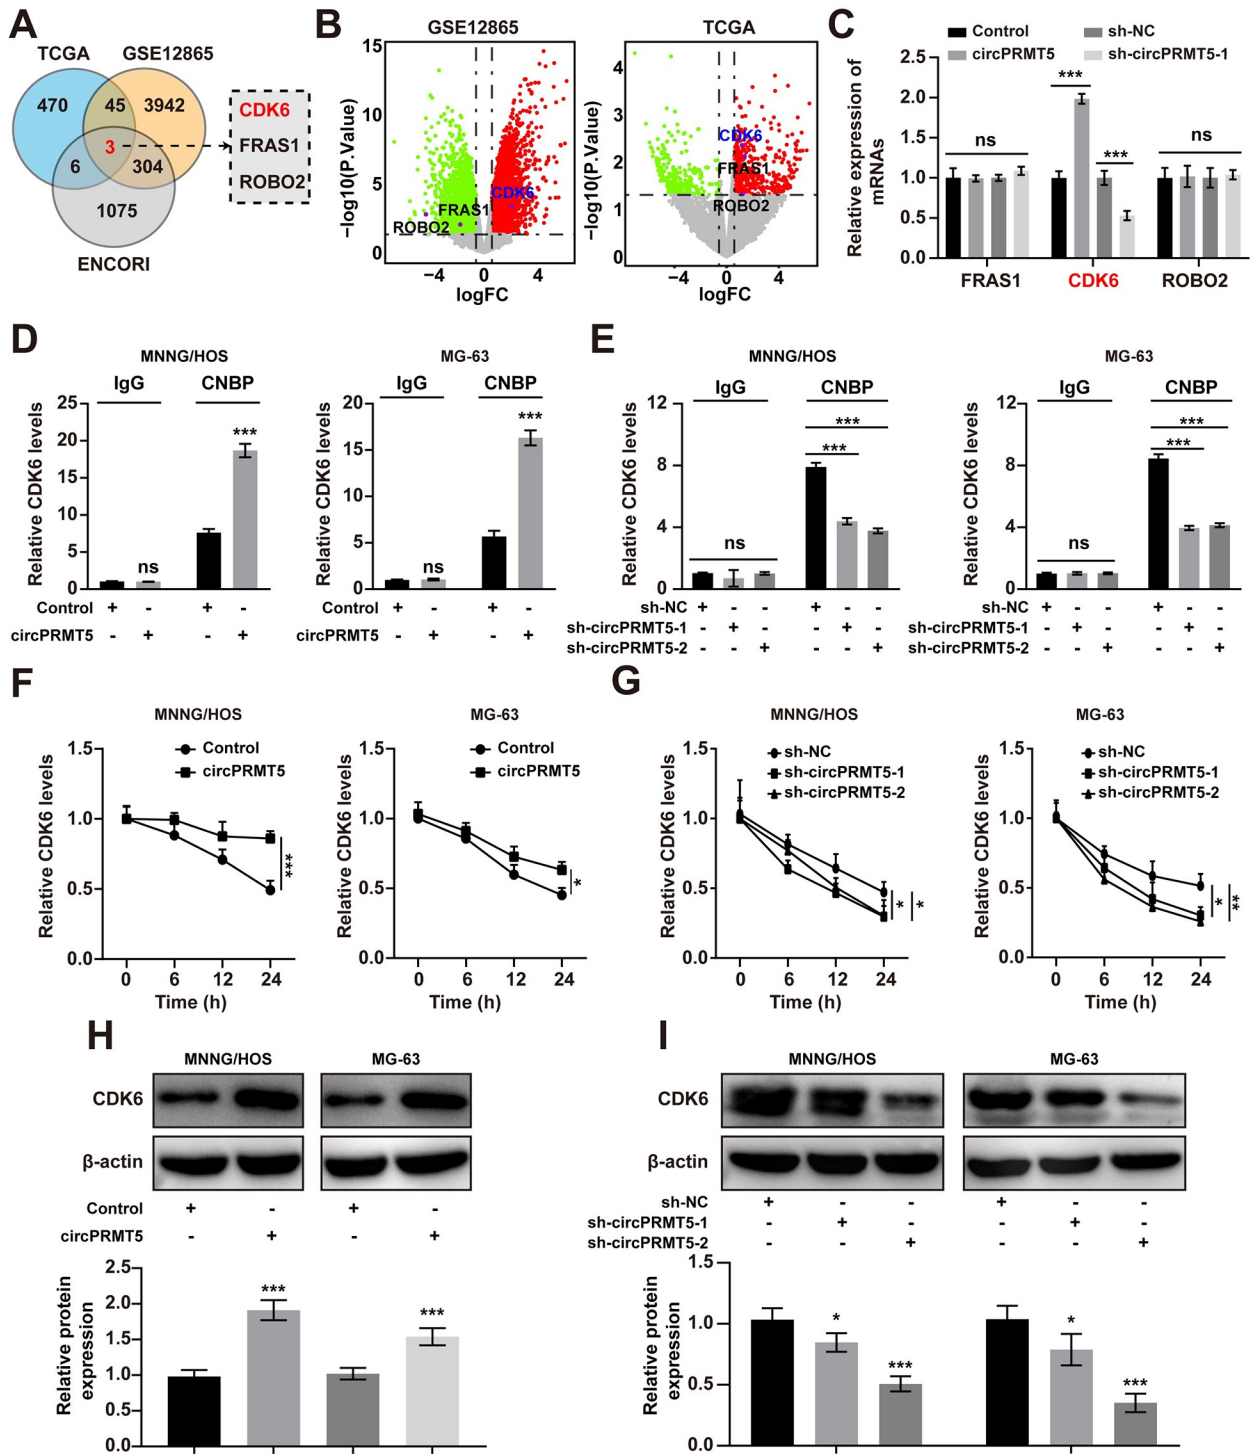 A
TCGA GSE12865
470 45 3942
3
6 304
1075
ENCORI
CDK6
FRAS1
ROBO2
B
GSE12865
−log10(P.Value)
15
10
5
0
CDK6
FRAS1
ROBO2
−4 0 4
logFC
TCGA
−log10(P.Value)
4
3
2
1
0
CDK6
FRAS1
ROBO2
−4 0 4
logFC
C
Control sh-NC
circPRMT5 sh-circPRMT5-1
Relative expression of
mRNAs
2.5
2.0
1.5
1.0
0.5
0.0
ns *** *** ns
FRAS1 CDK6 ROBO2
D
MNNG/HOS
IgG CNBP
Relative CDK6 levels
25
20
15
10
5
0
ns ***
Control + - + -
circPRMT5 - + - +
MG-63
IgG CNBP
Relative CDK6 levels
20
15
10
5
0
ns ***
Control + - + -
circPRMT5 - + - +
E
MNNG/HOS
IgG CNBP
Relative CDK6 levels
12
8
4
0
ns *** ***
sh-NC + - - + - -
sh-circPRMT5-1 - + - - + -
sh-circPRMT5-2 - - + - - +
MG-63
IgG CNBP
Relative CDK6 levels
12
8
4
0
ns *** ***
sh-NC + - - + - -
sh-circPRMT5-1 - + - - + -
sh-circPRMT5-2 - - + - - +
F
MNNG/HOS
Control
circPRMT5
Relative CDK6 levels
1.5
1.0
0.5
0.0
***
0 6 12 24
Time (h)
MG-63
Control
circPRMT5
Relative CDK6 levels
1.5
1.0
0.5
0.0
*
0 6 12 24
Time (h)
G
MNNG/HOS
sh-NC
sh-circPRMT5-1
sh-circPRMT5-2
Relative CDK6 levels
1.5
1.0
0.5
0.0
* *
0 6 12 24
Time (h)
MG-63
sh-NC
sh-circPRMT5-1
sh-circPRMT5-2
Relative CDK6 levels
1.5
1.0
0.5
0.0
* **
0 6 12 24
Time (h)
H
MNNG/HOS MG-63
CDK6
β-actin
Control + - + -
circPRMT5 - + - +
Relative protein
expression
2.5
2.0
1.5
1.0
0.5
0.0
*** ***
I
MNNG/HOS MG-63
CDK6
β-actin
sh-NC + - - + - -
sh-circPRMT5-1 - + - - + -
sh-circPRMT5-2 - - + - - +
Relative protein
expression
1.5
1.0
0.5
0.0
* *** * ***